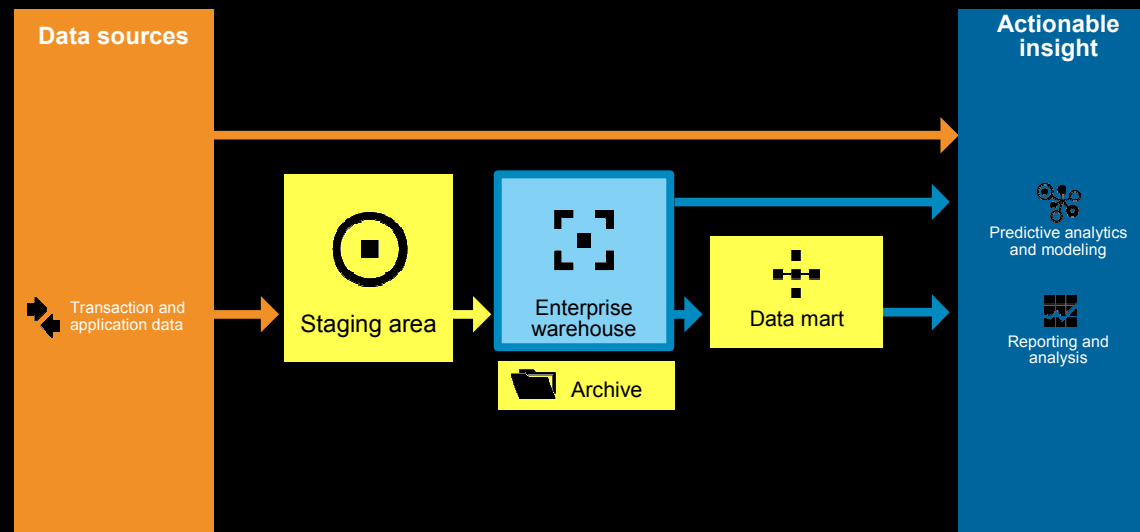 Data sources
Actionable
insight
Predictive analytics
and modeling
Transaction and
application data
Staging area
Enterprise
warehouse
Data mart
Reporting and
analysis
Archive